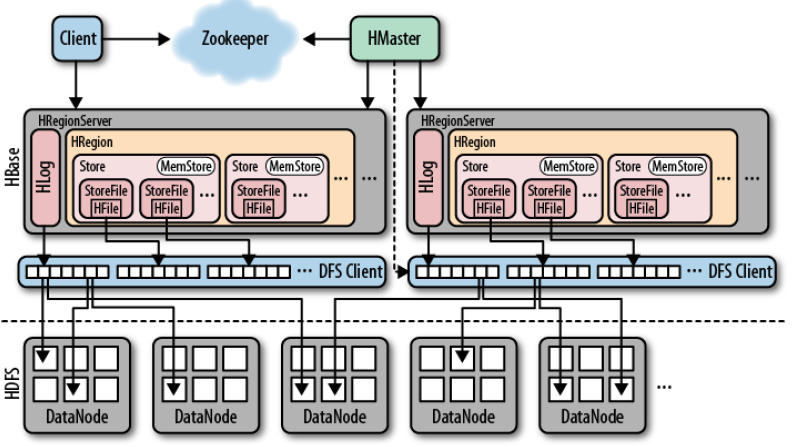 Client
Zookeeper
HMaster
HBase
HRegionServer
HLog
HRegion
Store
MemStore
StoreFile
HFile
StoreFile
HFile
...
Store
MemStore
StoreFile
HFile
...
...
...
HRegionServer
HLog
HRegion
Store
MemStore
StoreFile
HFile
StoreFile
HFile
...
Store
MemStore
StoreFile
HFile
...
...
...
... DFS Client
... DFS Client
HDFS
DataNode
DataNode
DataNode
DataNode
DataNode
...